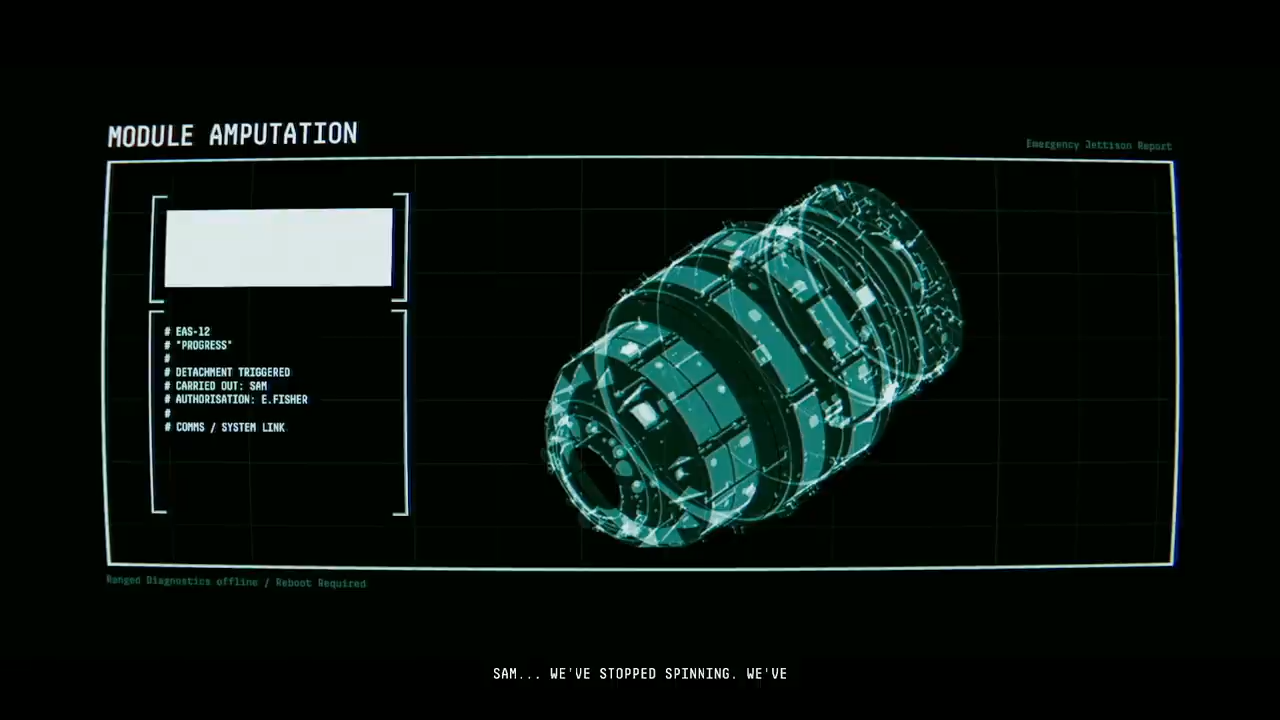 MODULE AMPUTATION
Emergency Jettison Report
# EAS-12
# "PROGRESS"
#
# DETACHMENT TRIGGERED
# CARRIED OUT: SAM
# AUTHORISATION: E.FISHER
#
# COMMS / SYSTEM LINK
Ranged Diagnostics offline / Reboot Required
SAM... WE'VE STOPPED SPINNING. WE'VE